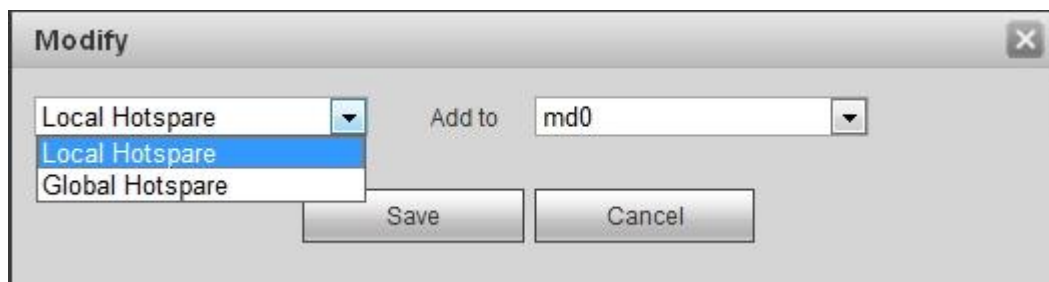 Modify
Local Hotspare Add to md0
Local Hotspare
Global Hotspare
Save Cancel